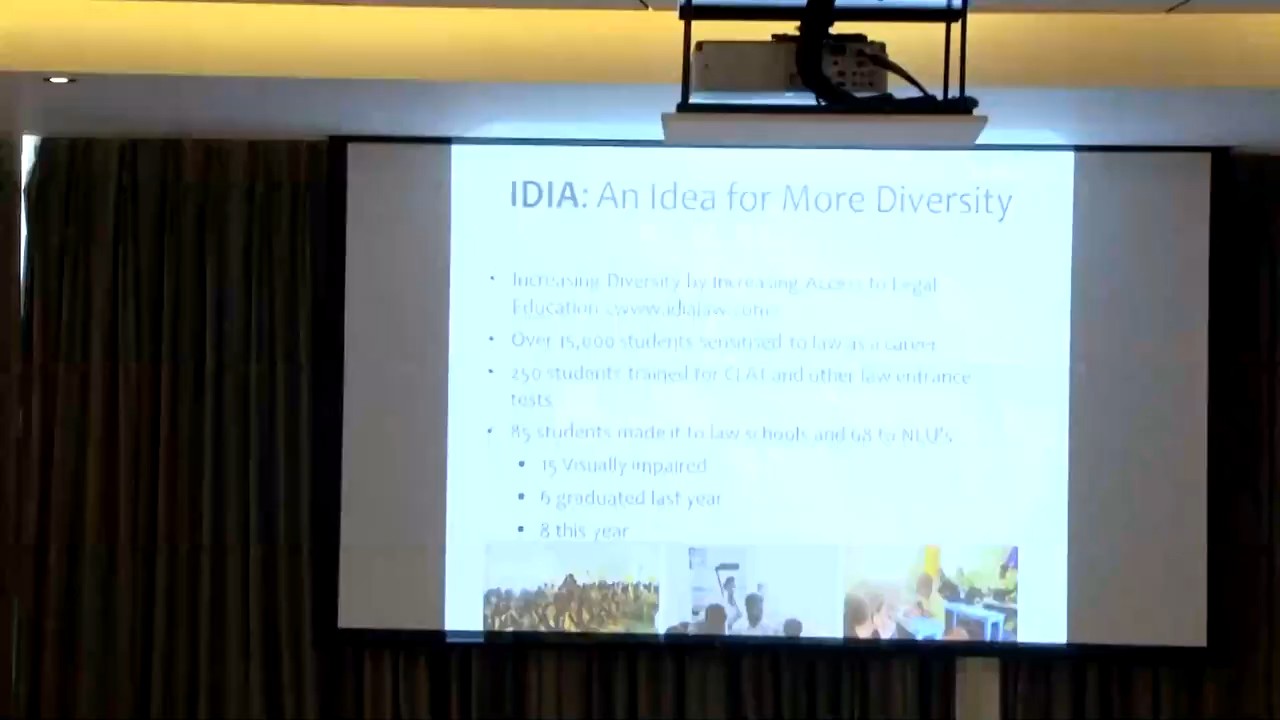 IDIA: An Idea for More Diversity
• Increasing Diversity by Increasing Access to Legal
Education <www.idialaw.com>
• Over 15,000 students sensitised to law as a career
• 250 students trained for CLAT and other law entrance
tests
• 85 students made it to law schools and 68 to NLU's
• 15 Visually impaired
• 6 graduated last year
• 8 this year